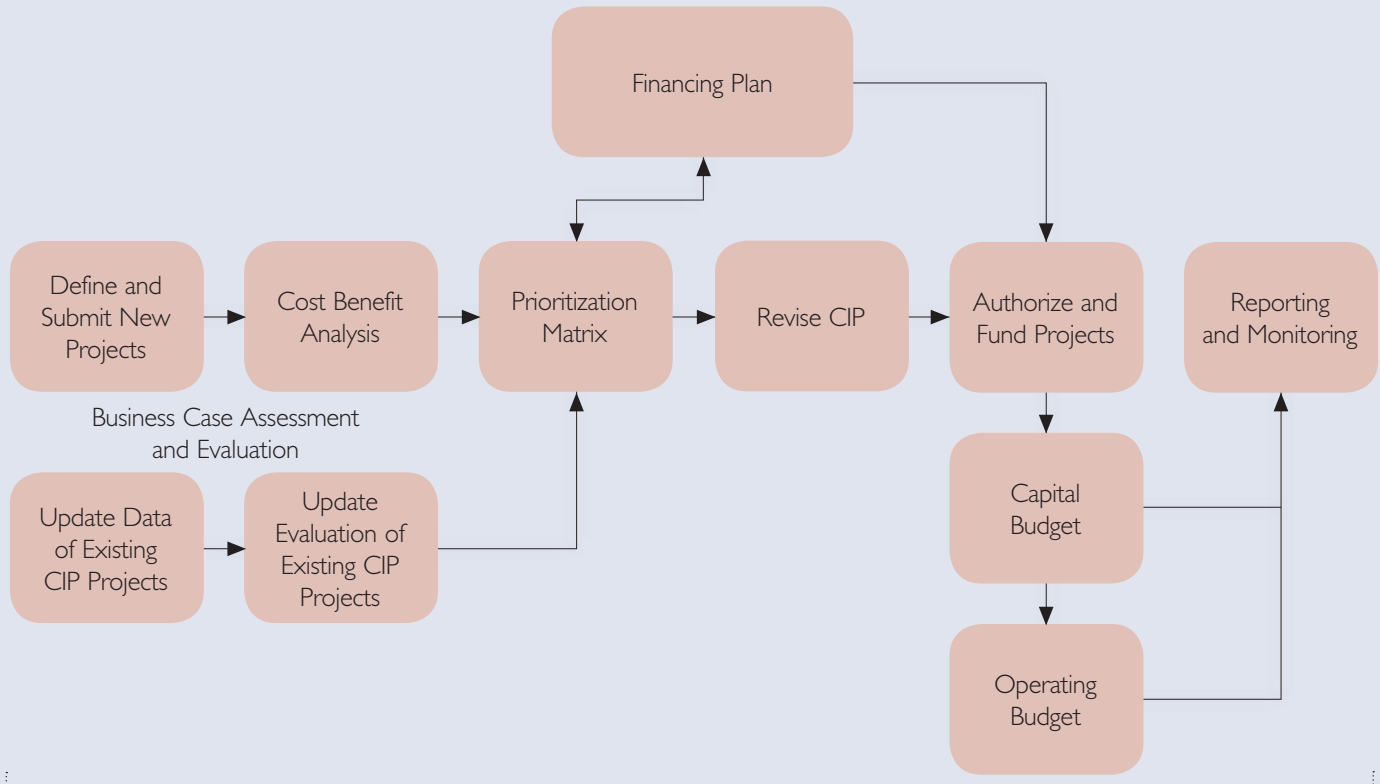 Financing Plan
Define and
Submit New
Projects
Cost Benefit
Analysis
Prioritization
Matrix
Revise CIP
Authorize and
Fund Projects
Reporting
and Monitoring
Business Case Assessment
and Evaluation
Update Data
of Existing
CIP Projects
Update
Evaluation of
Existing CIP
Projects
Capital
Budget
Operating
Budget